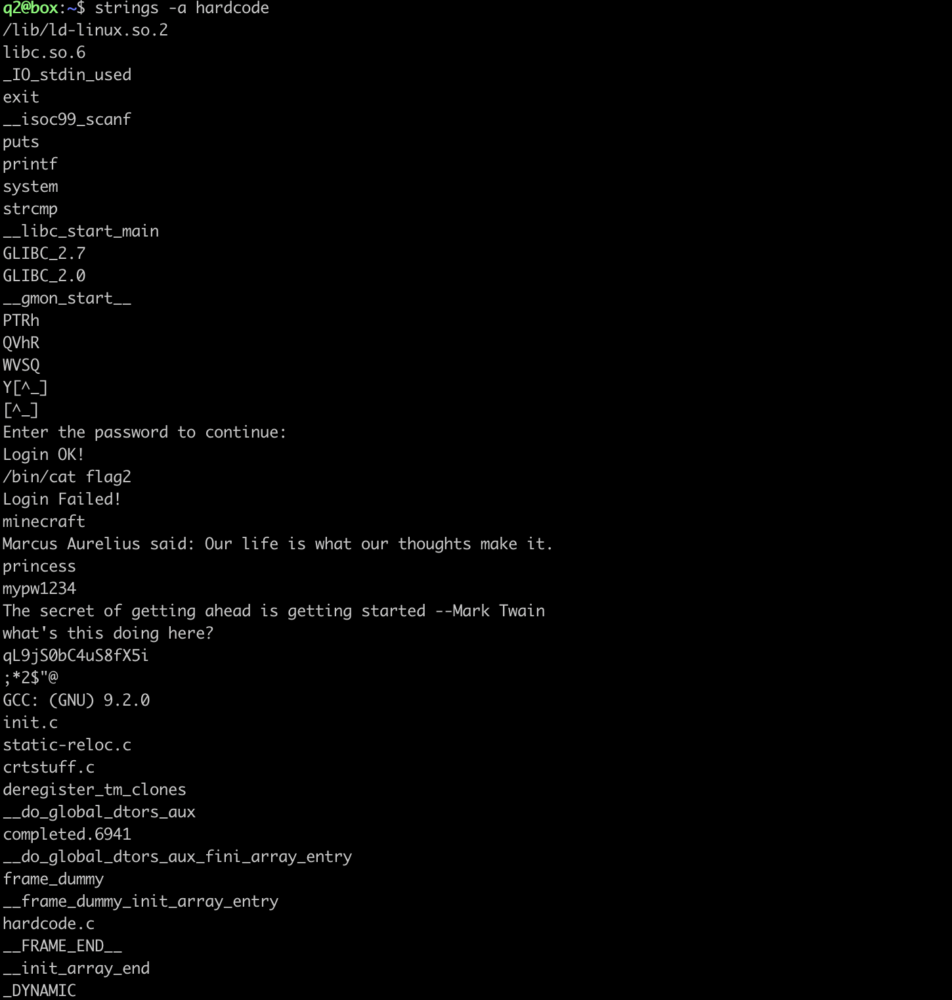 q2@box:~$ strings -a hardcode
/lib/ld-linux.so.2
libc.so.6
_IO_stdin_used
exit
__isoc99_scanf
puts
printf
system
strcmp
__libc_start_main
GLIBC_2.7
GLIBC_2.0
__gmon_start__
PTRh
QVhR
WVSQ
Y[^_]
[^_]
Enter the password to continue:
Login OK!
/bin/cat flag2
Login Failed!
minecraft
Marcus Aurelius said: Our life is what our thoughts make it.
princess
mypw1234
The secret of getting ahead is getting started --Mark Twain
what's this doing here?
qL9jS0bC4uS8fX5i
;*2$"@
GCC: (GNU) 9.2.0
init.c
static-reloc.c
crtstuff.c
deregister_tm_clones
__do_global_dtors_aux
completed.6941
__do_global_dtors_aux_fini_array_entry
frame_dummy
__frame_dummy_init_array_entry
hardcode.c
__FRAME_END__
__init_array_end
_DYNAMIC